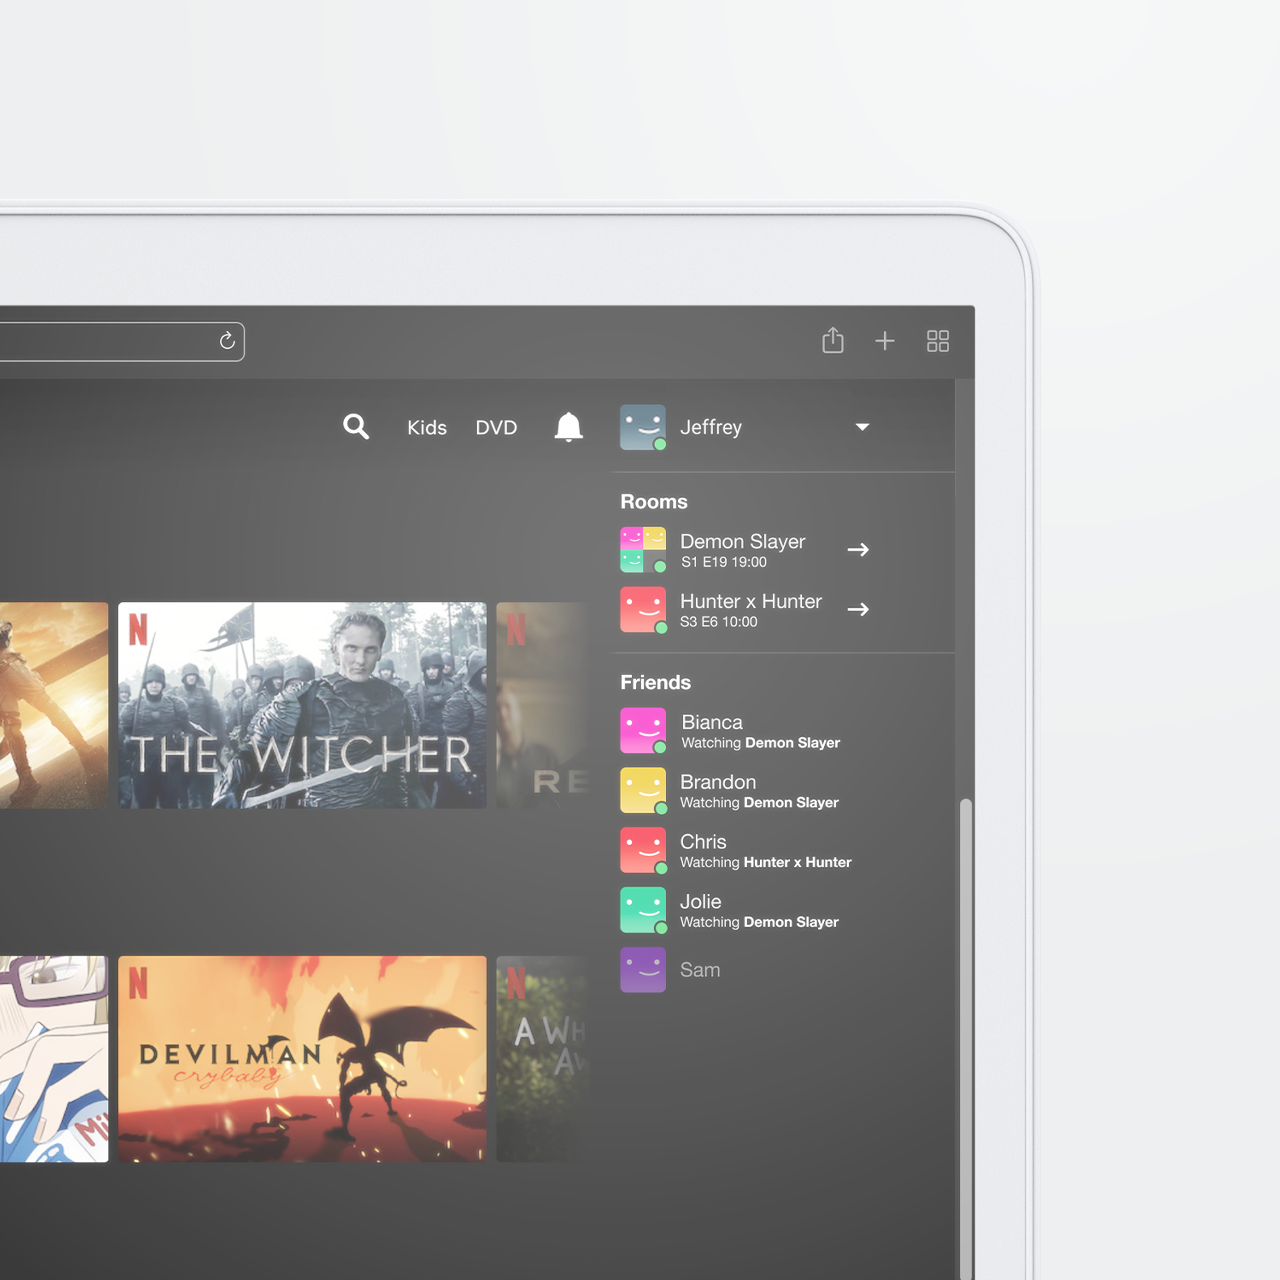 Kids DVD Jeffrey
Rooms
Demon Slayer
S1 E19 19:00
Hunter x Hunter
S3 E6 10:00
Friends
Bianca
Watching Demon Slayer
Brandon
Watching Demon Slayer
Chris
Watching Hunter x Hunter
Jolie
Watching Demon Slayer
Sam
N
THE WITCHER
N
RE
N
DEVILMAN
crybaby
N
A WH
AW
Mil